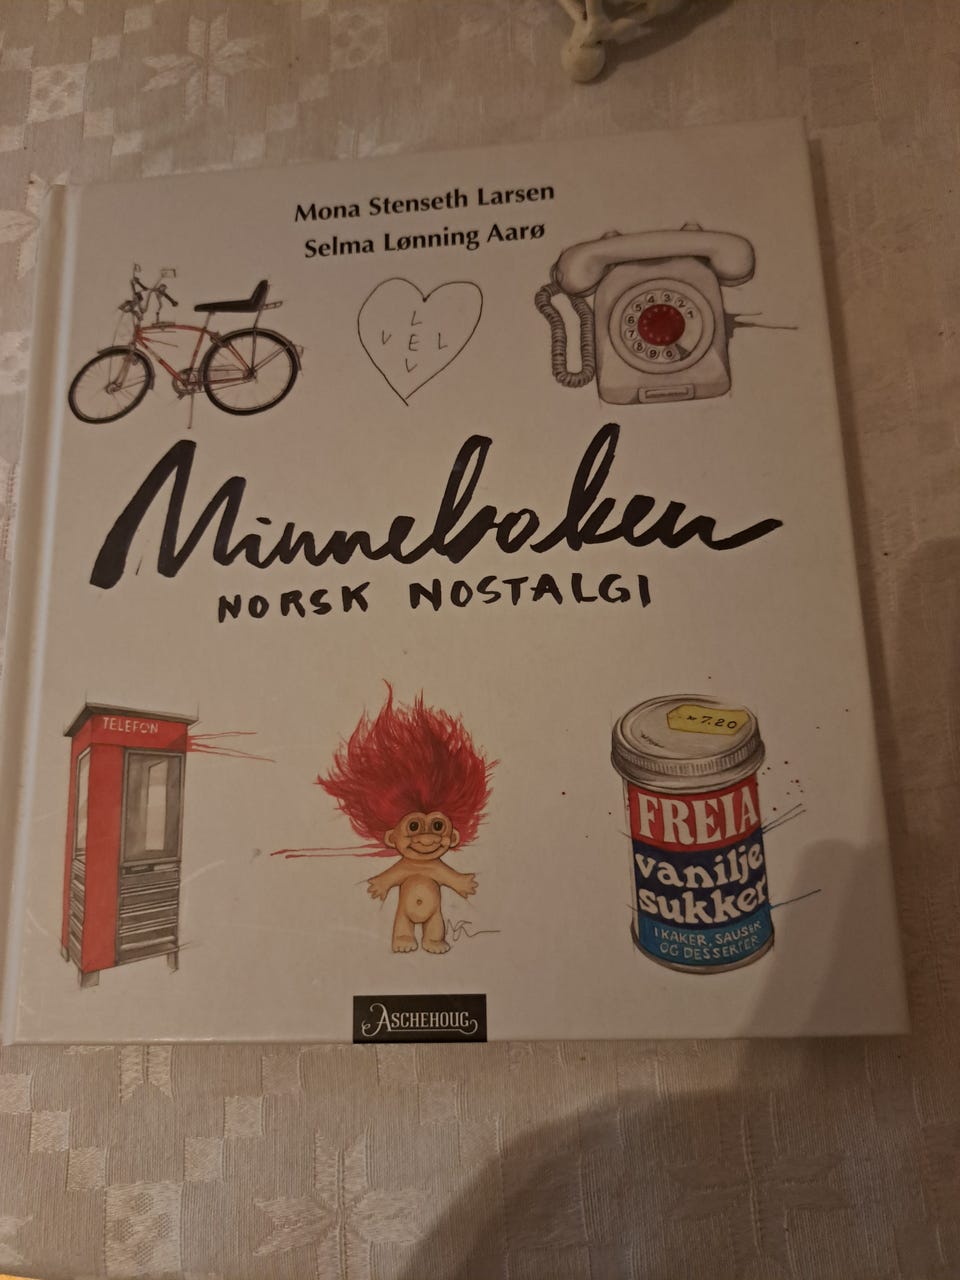 Mona Stenseth Larsen
Selma Lønning Aarø
L
V E L
V
Minneboken
NORSK NOSTALGI
TELEFON
7.20
FREIA
vanilje
sukker
I KAKER, SAUSER
OG DESSERTER
ASCHEHOUG